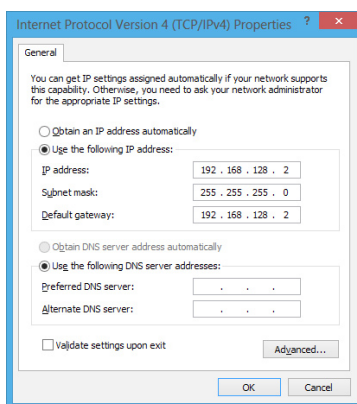 Internet Protocol Version 4 (TCP/IPv4) Properties ? ×
General
You can get IP settings assigned automatically if your network supports
this capability. Otherwise, you need to ask your network administrator
for the appropriate IP settings.
Obtain an IP address automatically
Use the following IP address:
IP address: 192 . 168 . 128 . 2
Subnet mask: 255 . 255 . 255 . 0
Default gateway: 192 . 168 . 128 . 2
Obtain DNS server address automatically
Use the following DNS server addresses:
Preferred DNS server: . . .
Alternate DNS server: . . .
Validate settings upon exit
Advanced...
OK Cancel